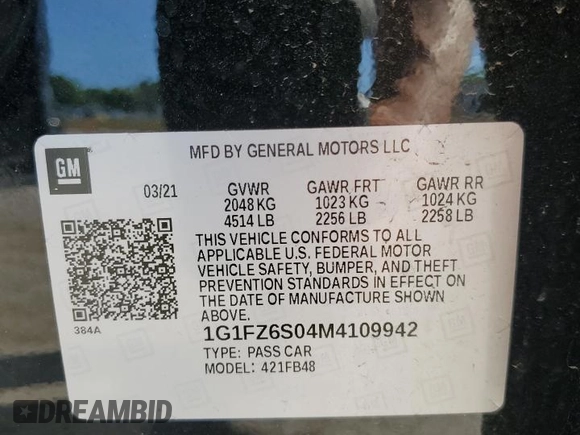 GM
MFD BY GENERAL MOTORS LLC
03/21 GVWR GAWR FRT GAWR RR
2048 KG 1023 KG 1024 KG
4514 LB 2256 LB 2258 LB
THIS VEHICLE CONFORMS TO ALL
APPLICABLE U.S. FEDERAL MOTOR
VEHICLE SAFETY, BUMPER, AND THEFT
PREVENTION STANDARDS IN EFFECT ON
THE DATE OF MANUFACTURE SHOWN
ABOVE.
384A
1G1FZ6S04M4109942
TYPE: PASS CAR
MODEL: 421FB48
DREAMBID